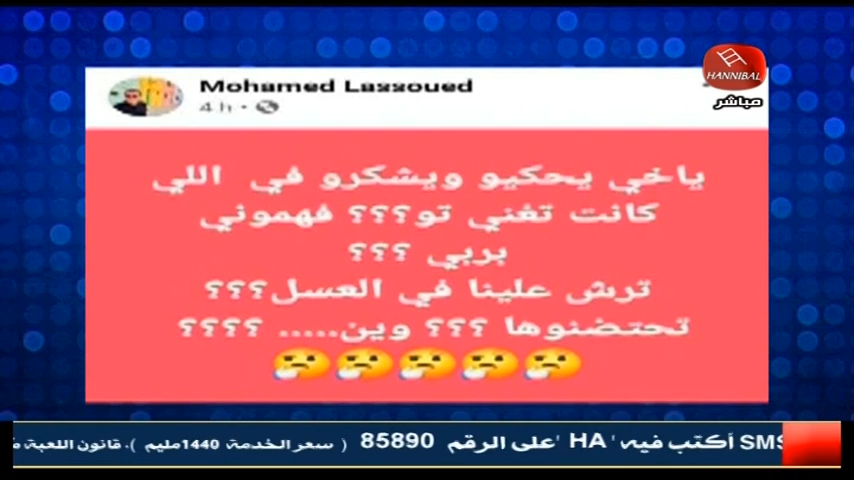 HANNIBAL
مباشر
Mohamed Lassoued
4 h
ياخي يحكيو ويشكرو في اللي
كانت تغني تو؟؟؟ فهموني
بربي ؟؟؟
ترش علينا في العسل؟؟؟
تحتضنوها ؟؟؟ وين..... ؟؟؟؟
SMS أكتب فيه 'HA' على الرقم 85890 ( سعر الخدمة 1440مليم ). قانون اللعبة